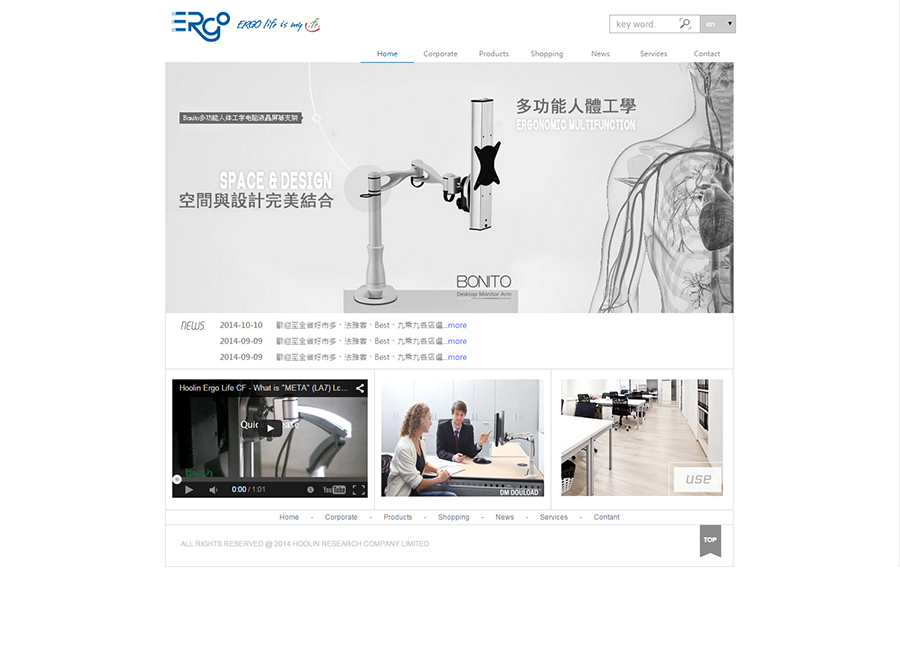 ERGO
ERGO life is my life
key word.
en
Home
Corporate
Products
Shopping
News
Services
Contact
Bonito多功能人体工学电脑液晶屏幕支架
多功能人體工學
ERGONOMIC MULTIFUNCTION
SPACE & DESIGN
空間與設計完美結合
BONITO
Desktop Monitor Arm
NEWS.
2014-10-10 歡迎至全省好市多、法雅客、Best、九乘九各店選...more
2014-09-09 歡迎至全省好市多、法雅客、Best、九乘九各店選...more
2014-09-09 歡迎至全省好市多、法雅客、Best、九乘九各店選...more
Hoolin Ergo Life CF - What is "META" (LA7) Lc...
Quick Release
Hoolin
0:00 / 1:01
YouTube
DM DOULOAD
use
Home - Corporate - Products - Shopping - News - Services - Contant
ALL RIGHTS RESERVED @ 2014 HOOLIN RESEARCH COMPANY LIMITED
TOP